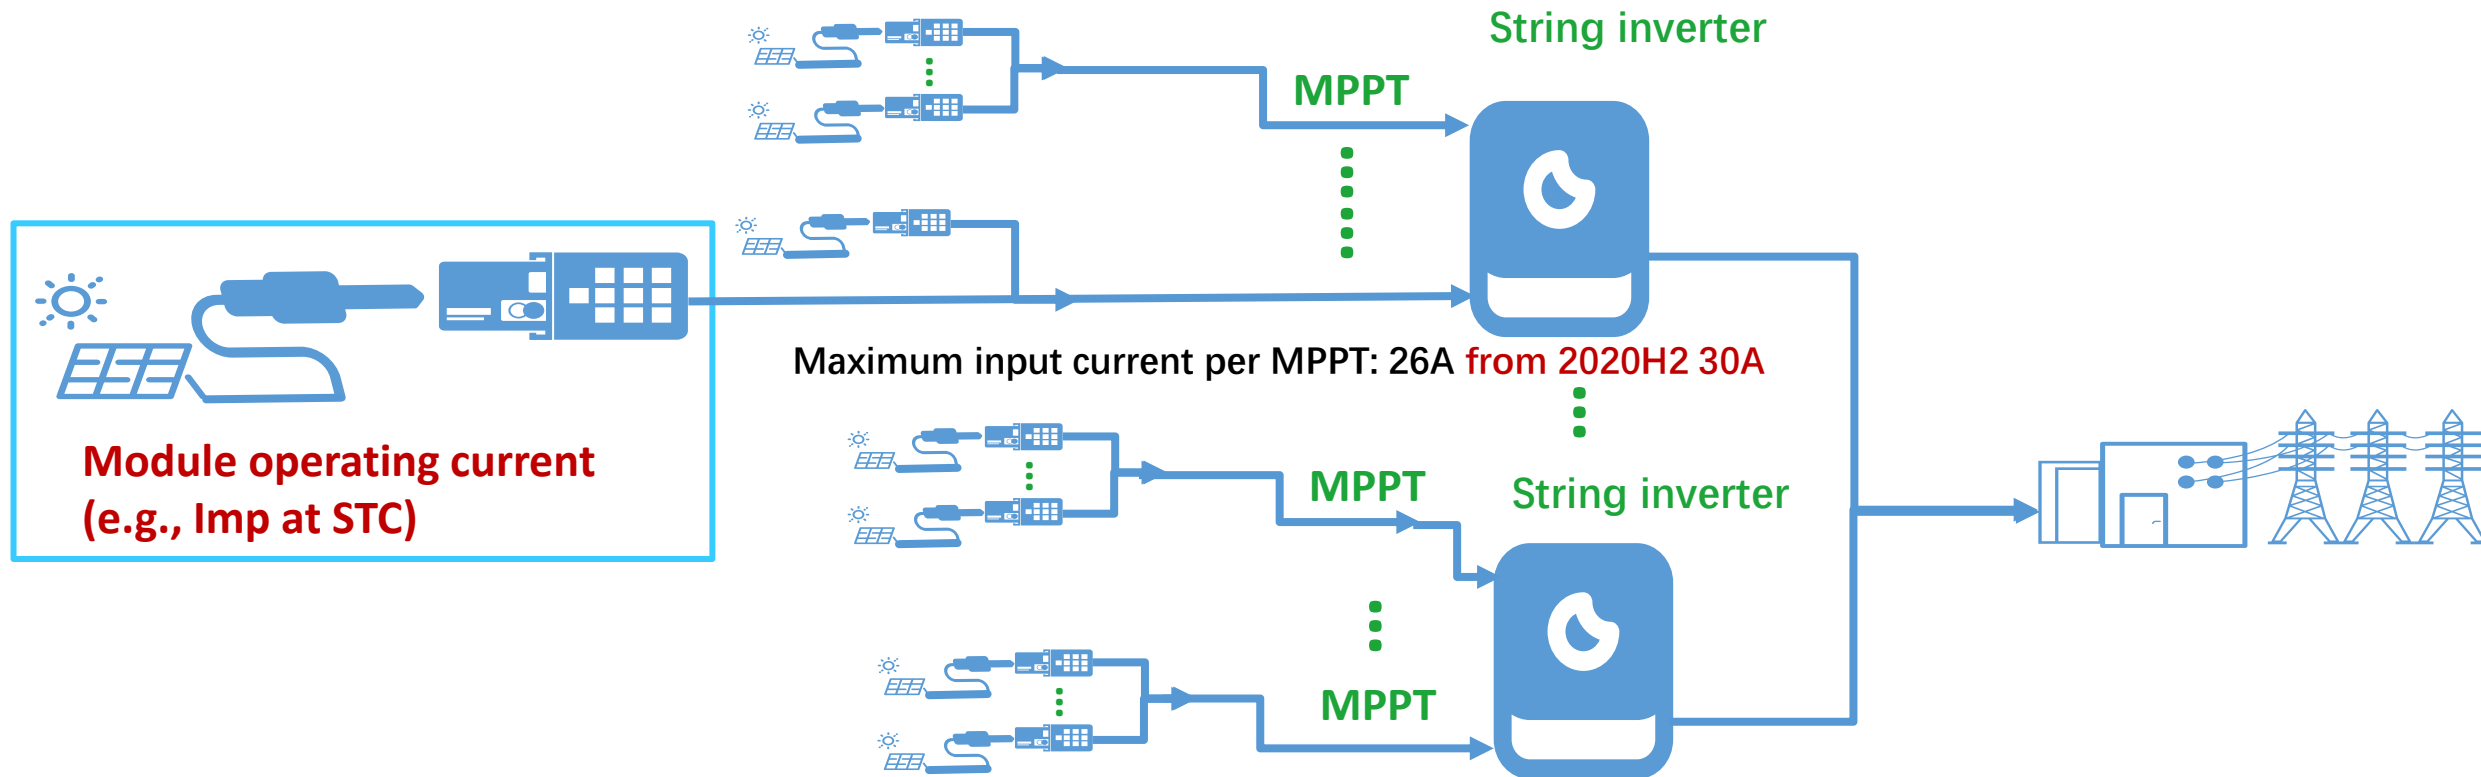 String inverter
MPPT
Maximum input current per MPPT: 26A from 2020H2 30A
Module operating current
(e.g., Imp at STC)
MPPT
String inverter
MPPT